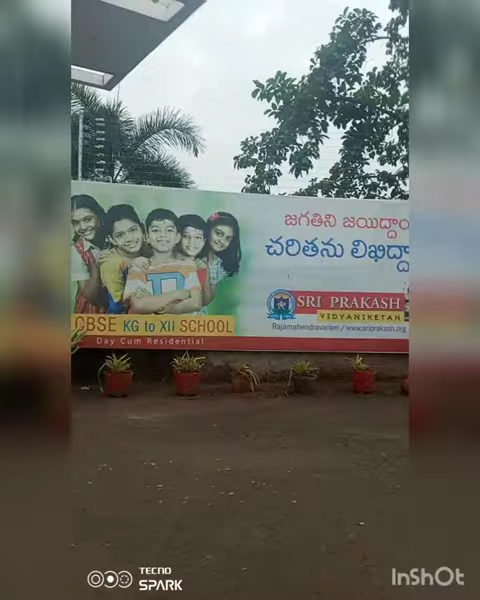 జగతిని జయిద్దాం
చరితను లిఖిద్దా
SRI PRAKASH
VIDYANIKETAN
Rajamahendravaram / www.sriprakash.org
CBSE KG to XII SCHOOL
Day Cum Residential
TECNO
SPARK
InShOt